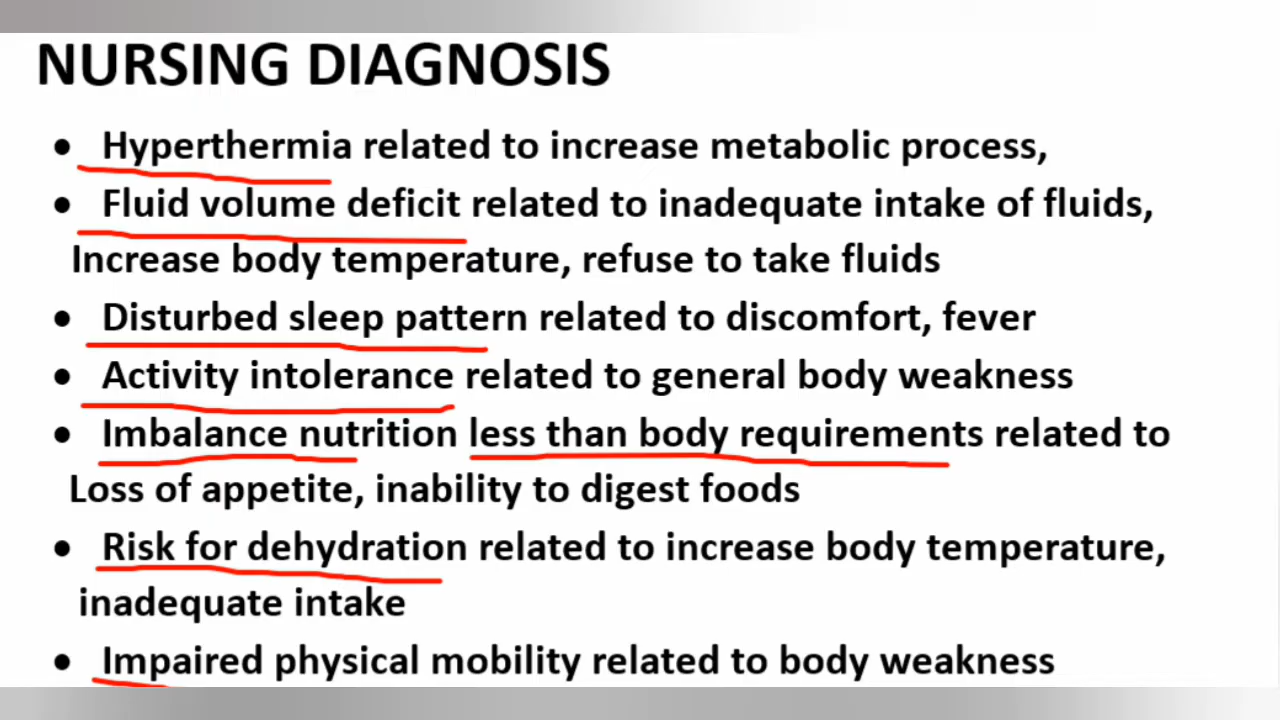 NURSING DIAGNOSIS
• Hyperthermia related to increase metabolic process,
• Fluid volume deficit related to inadequate intake of fluids,
Increase body temperature, refuse to take fluids
• Disturbed sleep pattern related to discomfort, fever
• Activity intolerance related to general body weakness
• Imbalance nutrition less than body requirements related to
Loss of appetite, inability to digest foods
• Risk for dehydration related to increase body temperature,
inadequate intake
• Impaired physical mobility related to body weakness